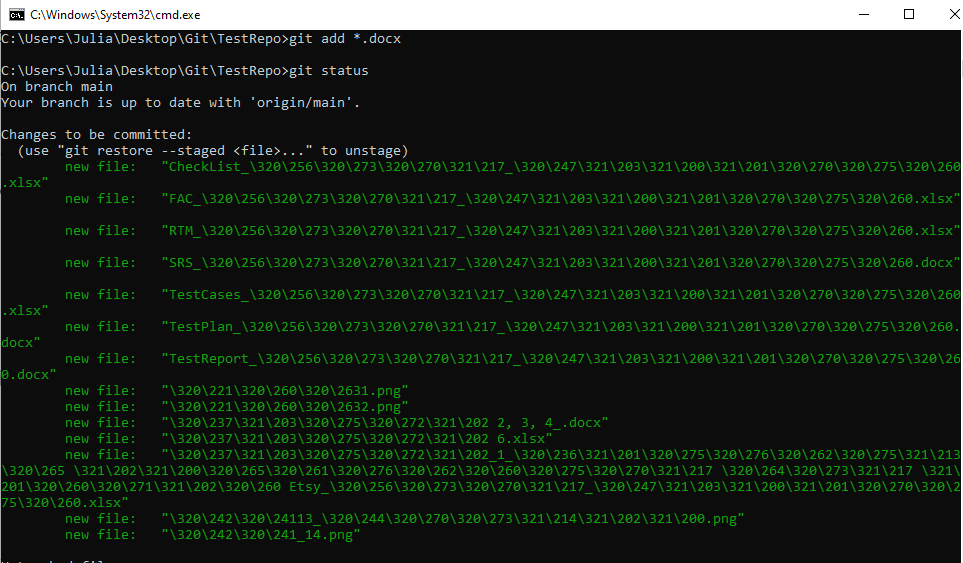 C:\Windows\System32\cmd.exe
C:\Users\Julia\Desktop\Git\TestRepo>git add *.docx
C:\Users\Julia\Desktop\Git\TestRepo>git status
On branch main
Your branch is up to date with 'origin/main'.
Changes to be committed:
(use "git restore --staged <file>..." to unstage)
new file: "CheckList_\320\256\320\273\320\270\321\217_\320\247\321\203\321\200\321\201\320\270\320\275\320\260
.xlsx"
new file: "FAC_\320\256\320\273\320\270\321\217_\320\247\321\203\321\200\321\201\320\270\320\275\320\260.xlsx"
new file: "RTM_\320\256\320\273\320\270\321\217_\320\247\321\203\321\200\321\201\320\270\320\275\320\260.xlsx"
new file: "SRS_\320\256\320\273\320\270\321\217_\320\247\321\203\321\200\321\201\320\270\320\275\320\260.docx"
new file: "TestCases_\320\256\320\273\320\270\321\217_\320\247\321\203\321\200\321\201\320\270\320\275\320\260
.xlsx"
new file: "TestPlan_\320\256\320\273\320\270\321\217_\320\247\321\203\321\200\321\201\320\270\320\275\320\260.
docx"
new file: "TestReport_\320\256\320\273\320\270\321\217_\320\247\321\203\321\200\321\201\320\270\320\275\320\26
0.docx"
new file: "\320\221\320\260\320\2631.png"
new file: "\320\221\320\260\320\2632.png"
new file: "\320\237\321\203\320\275\320\272\321\202 2, 3, 4_.docx"
new file: "\320\237\321\203\320\275\320\272\321\202 6.xlsx"
new file: "\320\237\321\203\320\275\320\272\321\202_1_\320\236\321\201\320\275\320\276\320\262\320\275\321\213
\320\265 \321\202\321\200\320\265\320\261\320\276\320\262\320\260\320\275\320\270\321\217 \320\264\320\273\321\217 \321\
201\320\260\320\271\321\202\320\260 Etsy_\320\256\320\273\320\270\321\217_\320\247\321\203\321\200\321\201\320\270\320\2
75\320\260.xlsx"
new file: "\320\242\320\24113_\320\244\320\270\320\273\321\214\321\202\321\200.png"
new file: "\320\242\320\241_14.png"